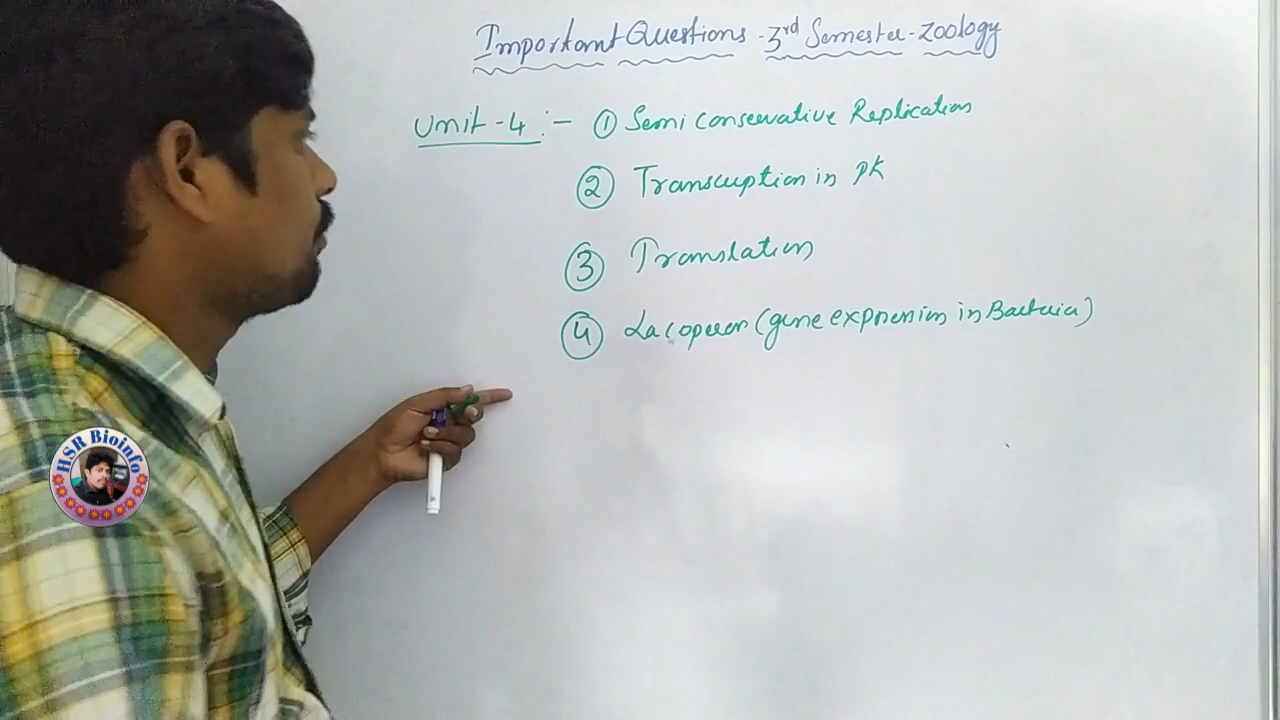 Important Questions - 3rd Semester - Zoology
Unit - 4 :- ① Semi conservative Replication
② Transcription in PK
③ Translation
④ Lac operon (gene expression in Bacteria)
HSR Bioinfo